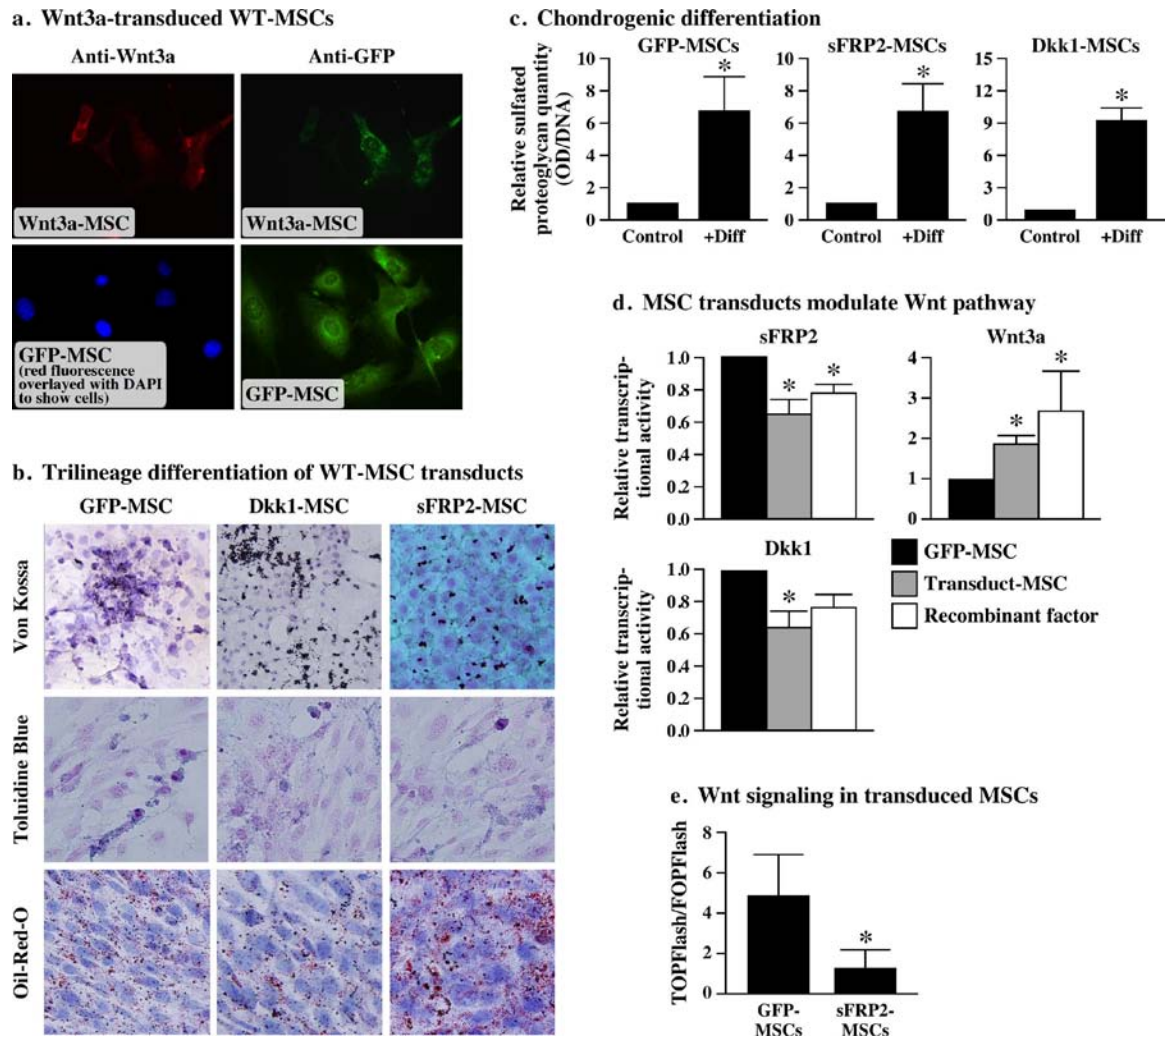 a. Wnt3a-transduced WT-MSCs
Anti-Wnt3a
Anti-GFP
Wnt3a-MSC
Wnt3a-MSC
GFP-MSC
(red fluorescence
overlayed with DAPI
to show cells)
GFP-MSC
b. Trilineage differentiation of WT-MSC transducts
GFP-MSC
Dkk1-MSC
sFRP2-MSC
Von Kossa
Toluidine Blue
Oil-Red-O
c. Chondrogenic differentiation
GFP-MSCs
sFRP2-MSCs
Dkk1-MSCs
Relative sulfated
proteoglycan quantity
(OD/DNA)
10
8
6
4
2
0
*
Control
+Diff
10
8
6
4
2
0
*
Control
+Diff
15
12
9
6
3
0
*
Control
+Diff
d. MSC transducts modulate Wnt pathway
sFRP2
Relative transcrip-
tional activity
1.0
0.8
0.6
0.4
0.2
0.0
*
*
Wnt3a
4
3
2
1
0
*
*
Dkk1
Relative transcrip-
tional activity
1.0
0.8
0.6
0.4
0.2
0.0
*
GFP-MSC
Transduct-MSC
Recombinant factor
e. Wnt signaling in transduced MSCs
TOPFlash/FOPFlash
8
6
4
2
0
*
GFP-
MSCs
sFRP2-
MSCs